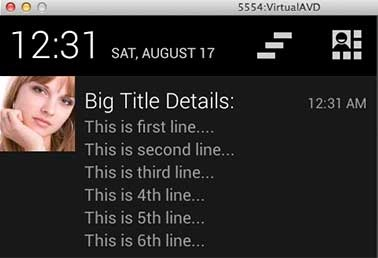 5554:VirtualAVD
12:31 SAT, AUGUST 17
Big Title Details: 12:31 AM
This is first line....
This is second line...
This is third line...
This is 4th line...
This is 5th line...
This is 6th line...